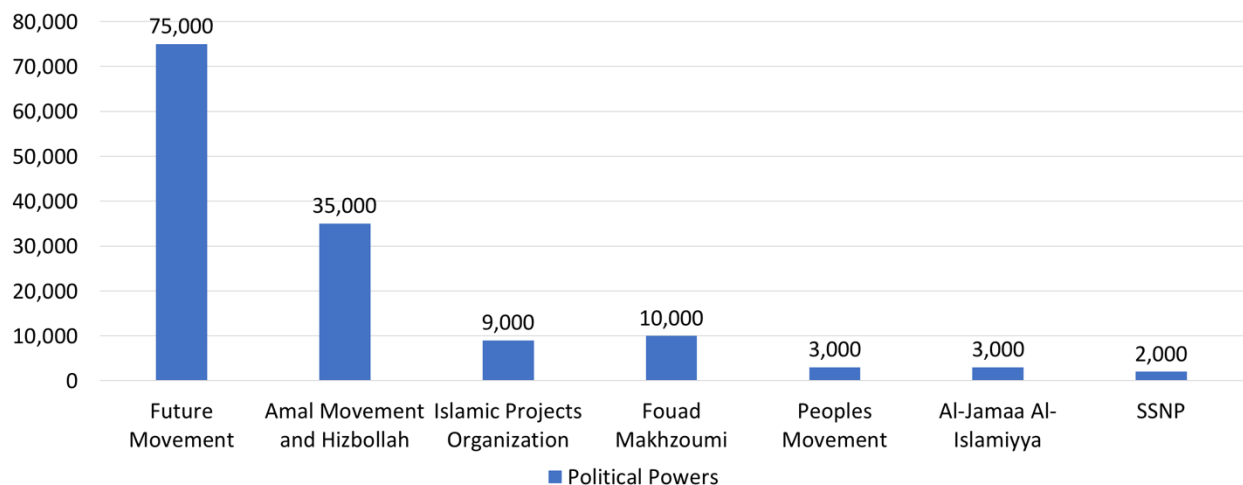 80,000
70,000
60,000
50,000
40,000
30,000
20,000
10,000
0
75,000
35,000
9,000
10,000
3,000
3,000
2,000
Future
Movement
Amal Movement
and Hizbollah
Islamic Projects
Organization
Fouad
Makhzoumi
Peoples
Movement
Al-Jamaa Al-
Islamiyya
SSNP
Political Powers